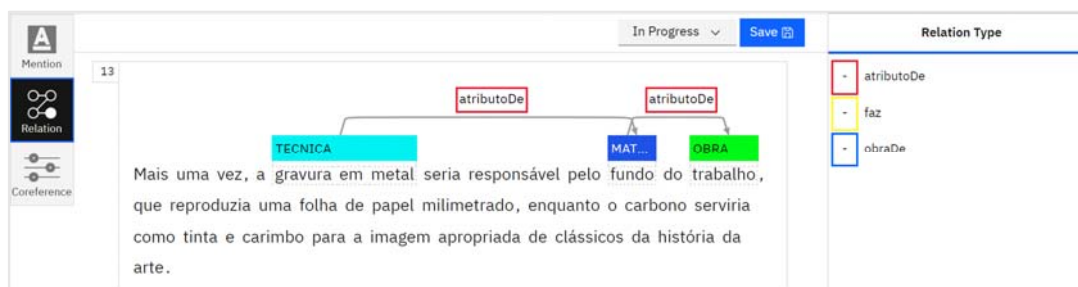 In Progress
Save
Relation Type
Mention
Relation
Coreference
13
atributoDe
atributoDe
TECNICA
MAT...
OBRA
Mais uma vez, a gravura em metal seria responsável pelo fundo do trabalho,
que reproduzia uma folha de papel milimetrado, enquanto o carbono serviria
como tinta e carimbo para a imagem apropriada de clássicos da história da
arte.
- atributoDe
- faz
- obraDe